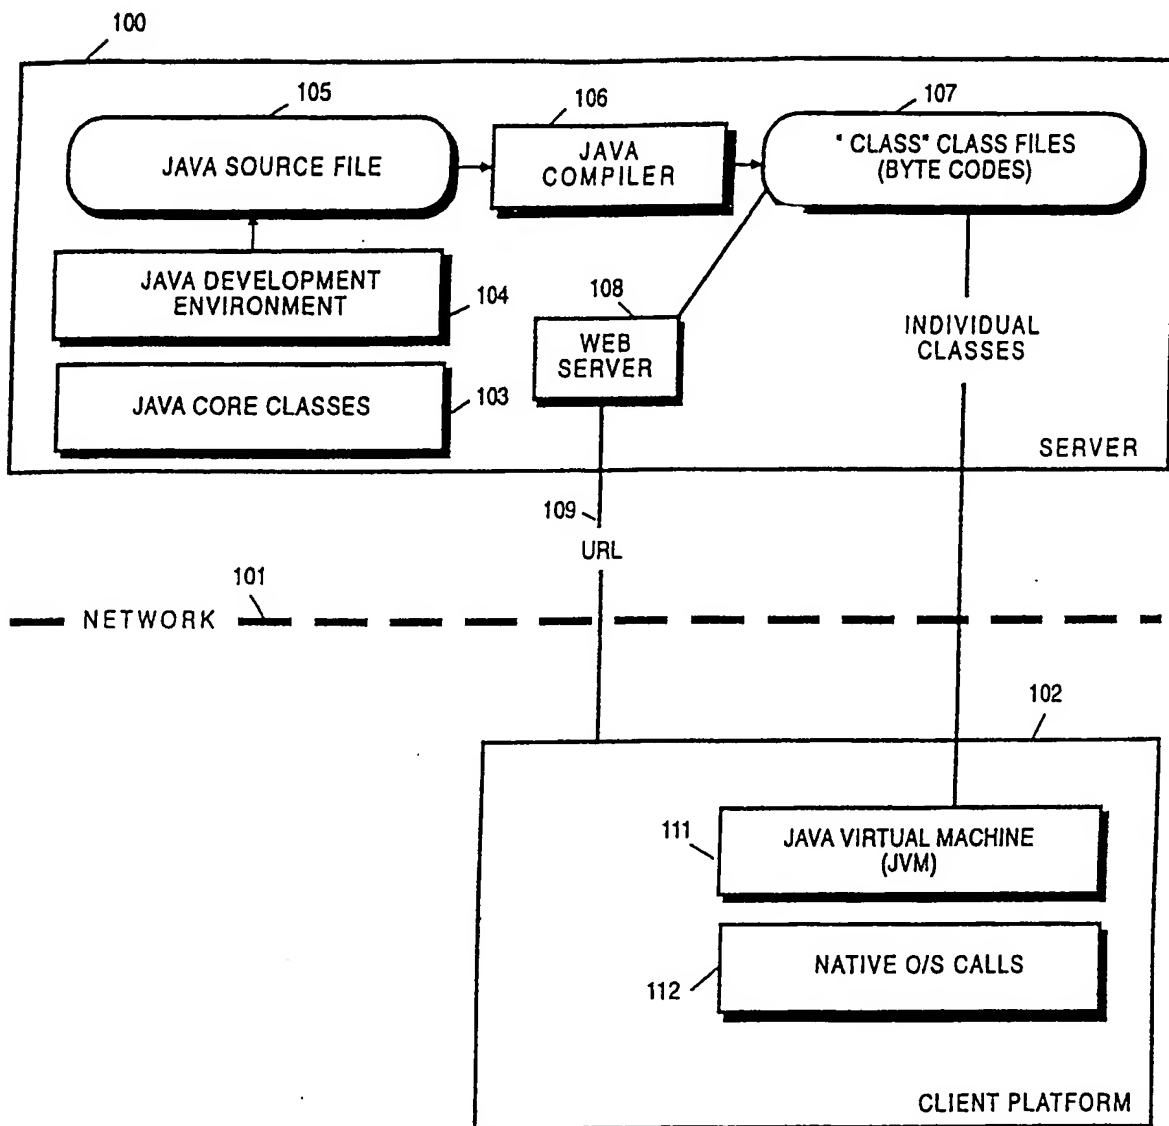 100
105
106
107
JAVA SOURCE FILE
JAVA
COMPILER
" CLASS" CLASS FILES
(BYTE CODES)
JAVA DEVELOPMENT
ENVIRONMENT
104
108
WEB
SERVER
INDIVIDUAL
CLASSES
JAVA CORE CLASSES
103
SERVER
109
URL
101
NETWORK
102
111
JAVA VIRTUAL MACHINE
(JVM)
112
NATIVE O/S CALLS
CLIENT PLATFORM